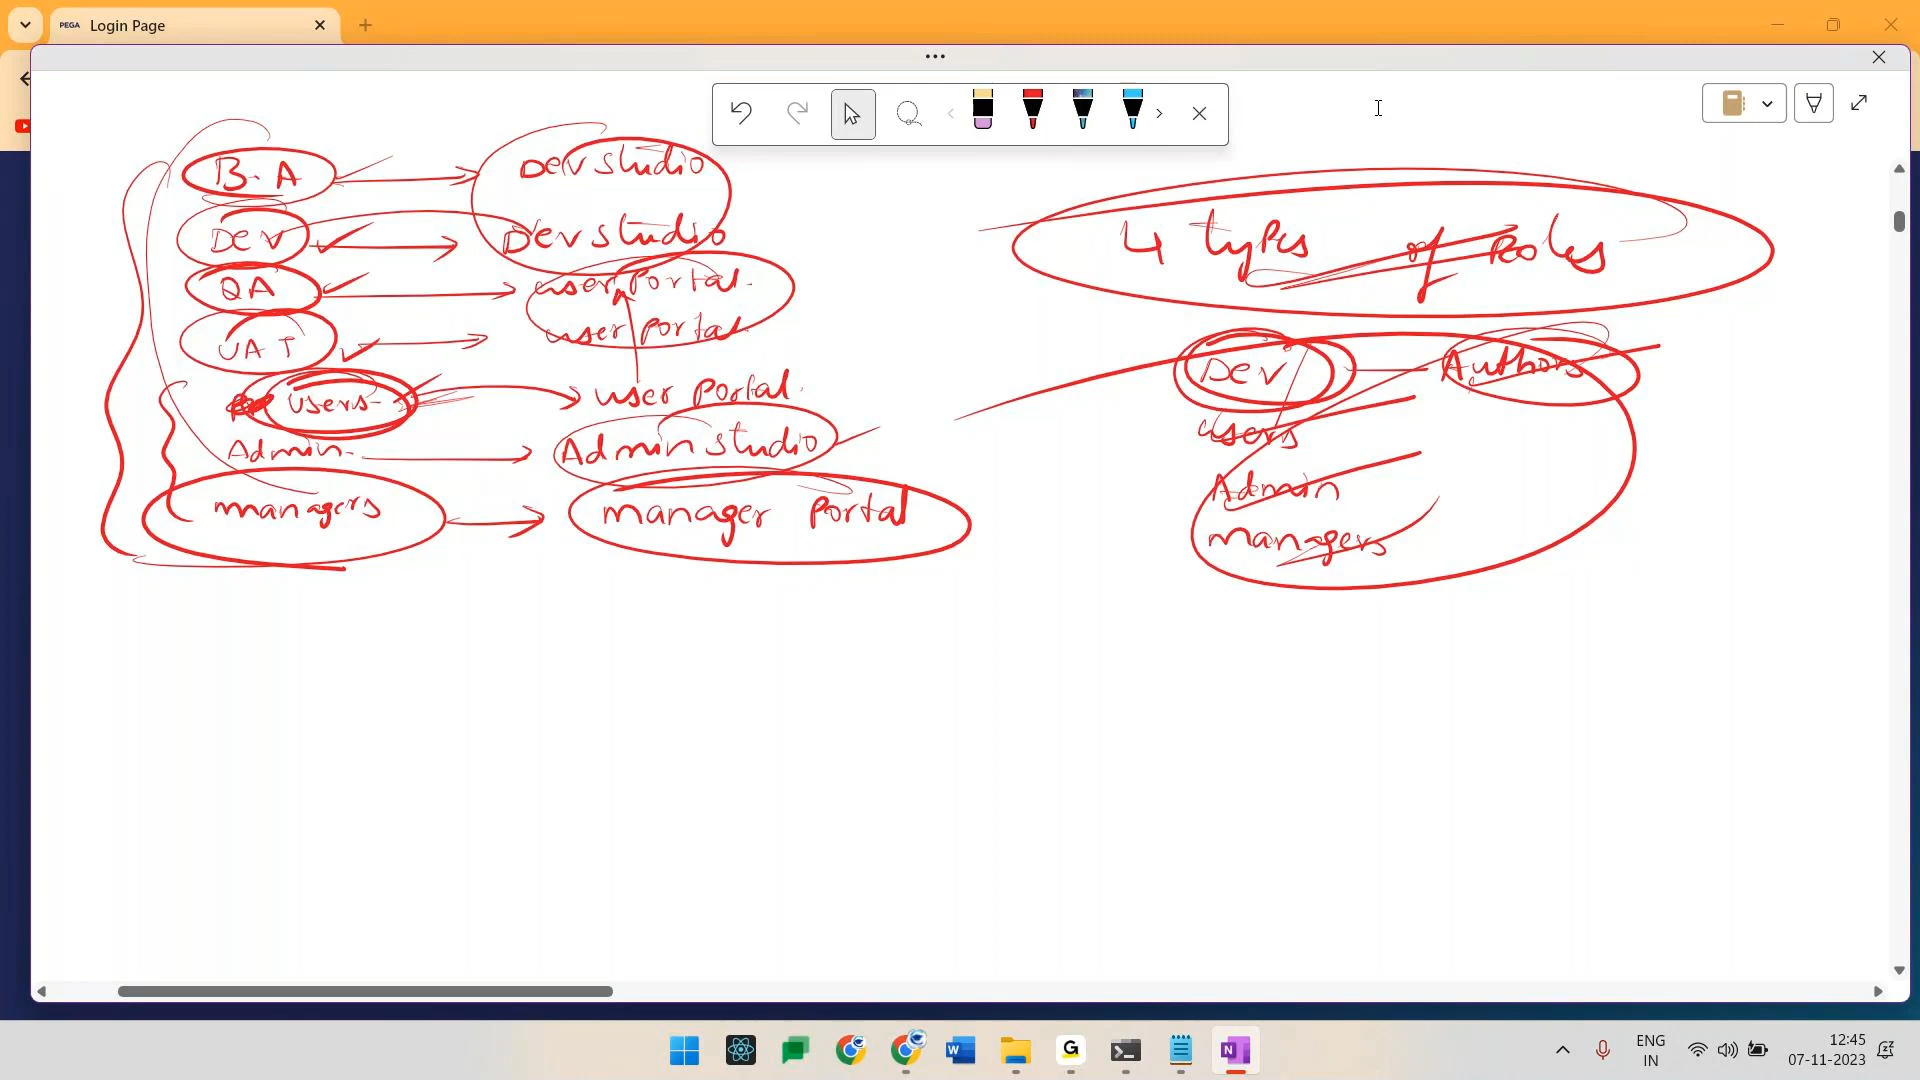 PEGA Login Page
B.A → Dev studio
Dev → Dev studio
QA → user portal.
UAT → user portal
users → user portal.
Admin → Admin studio
managers → manager portal
4 types of Roles
Dev — Authors
users
Admin
managers
ENG
IN
12:45
07-11-2023